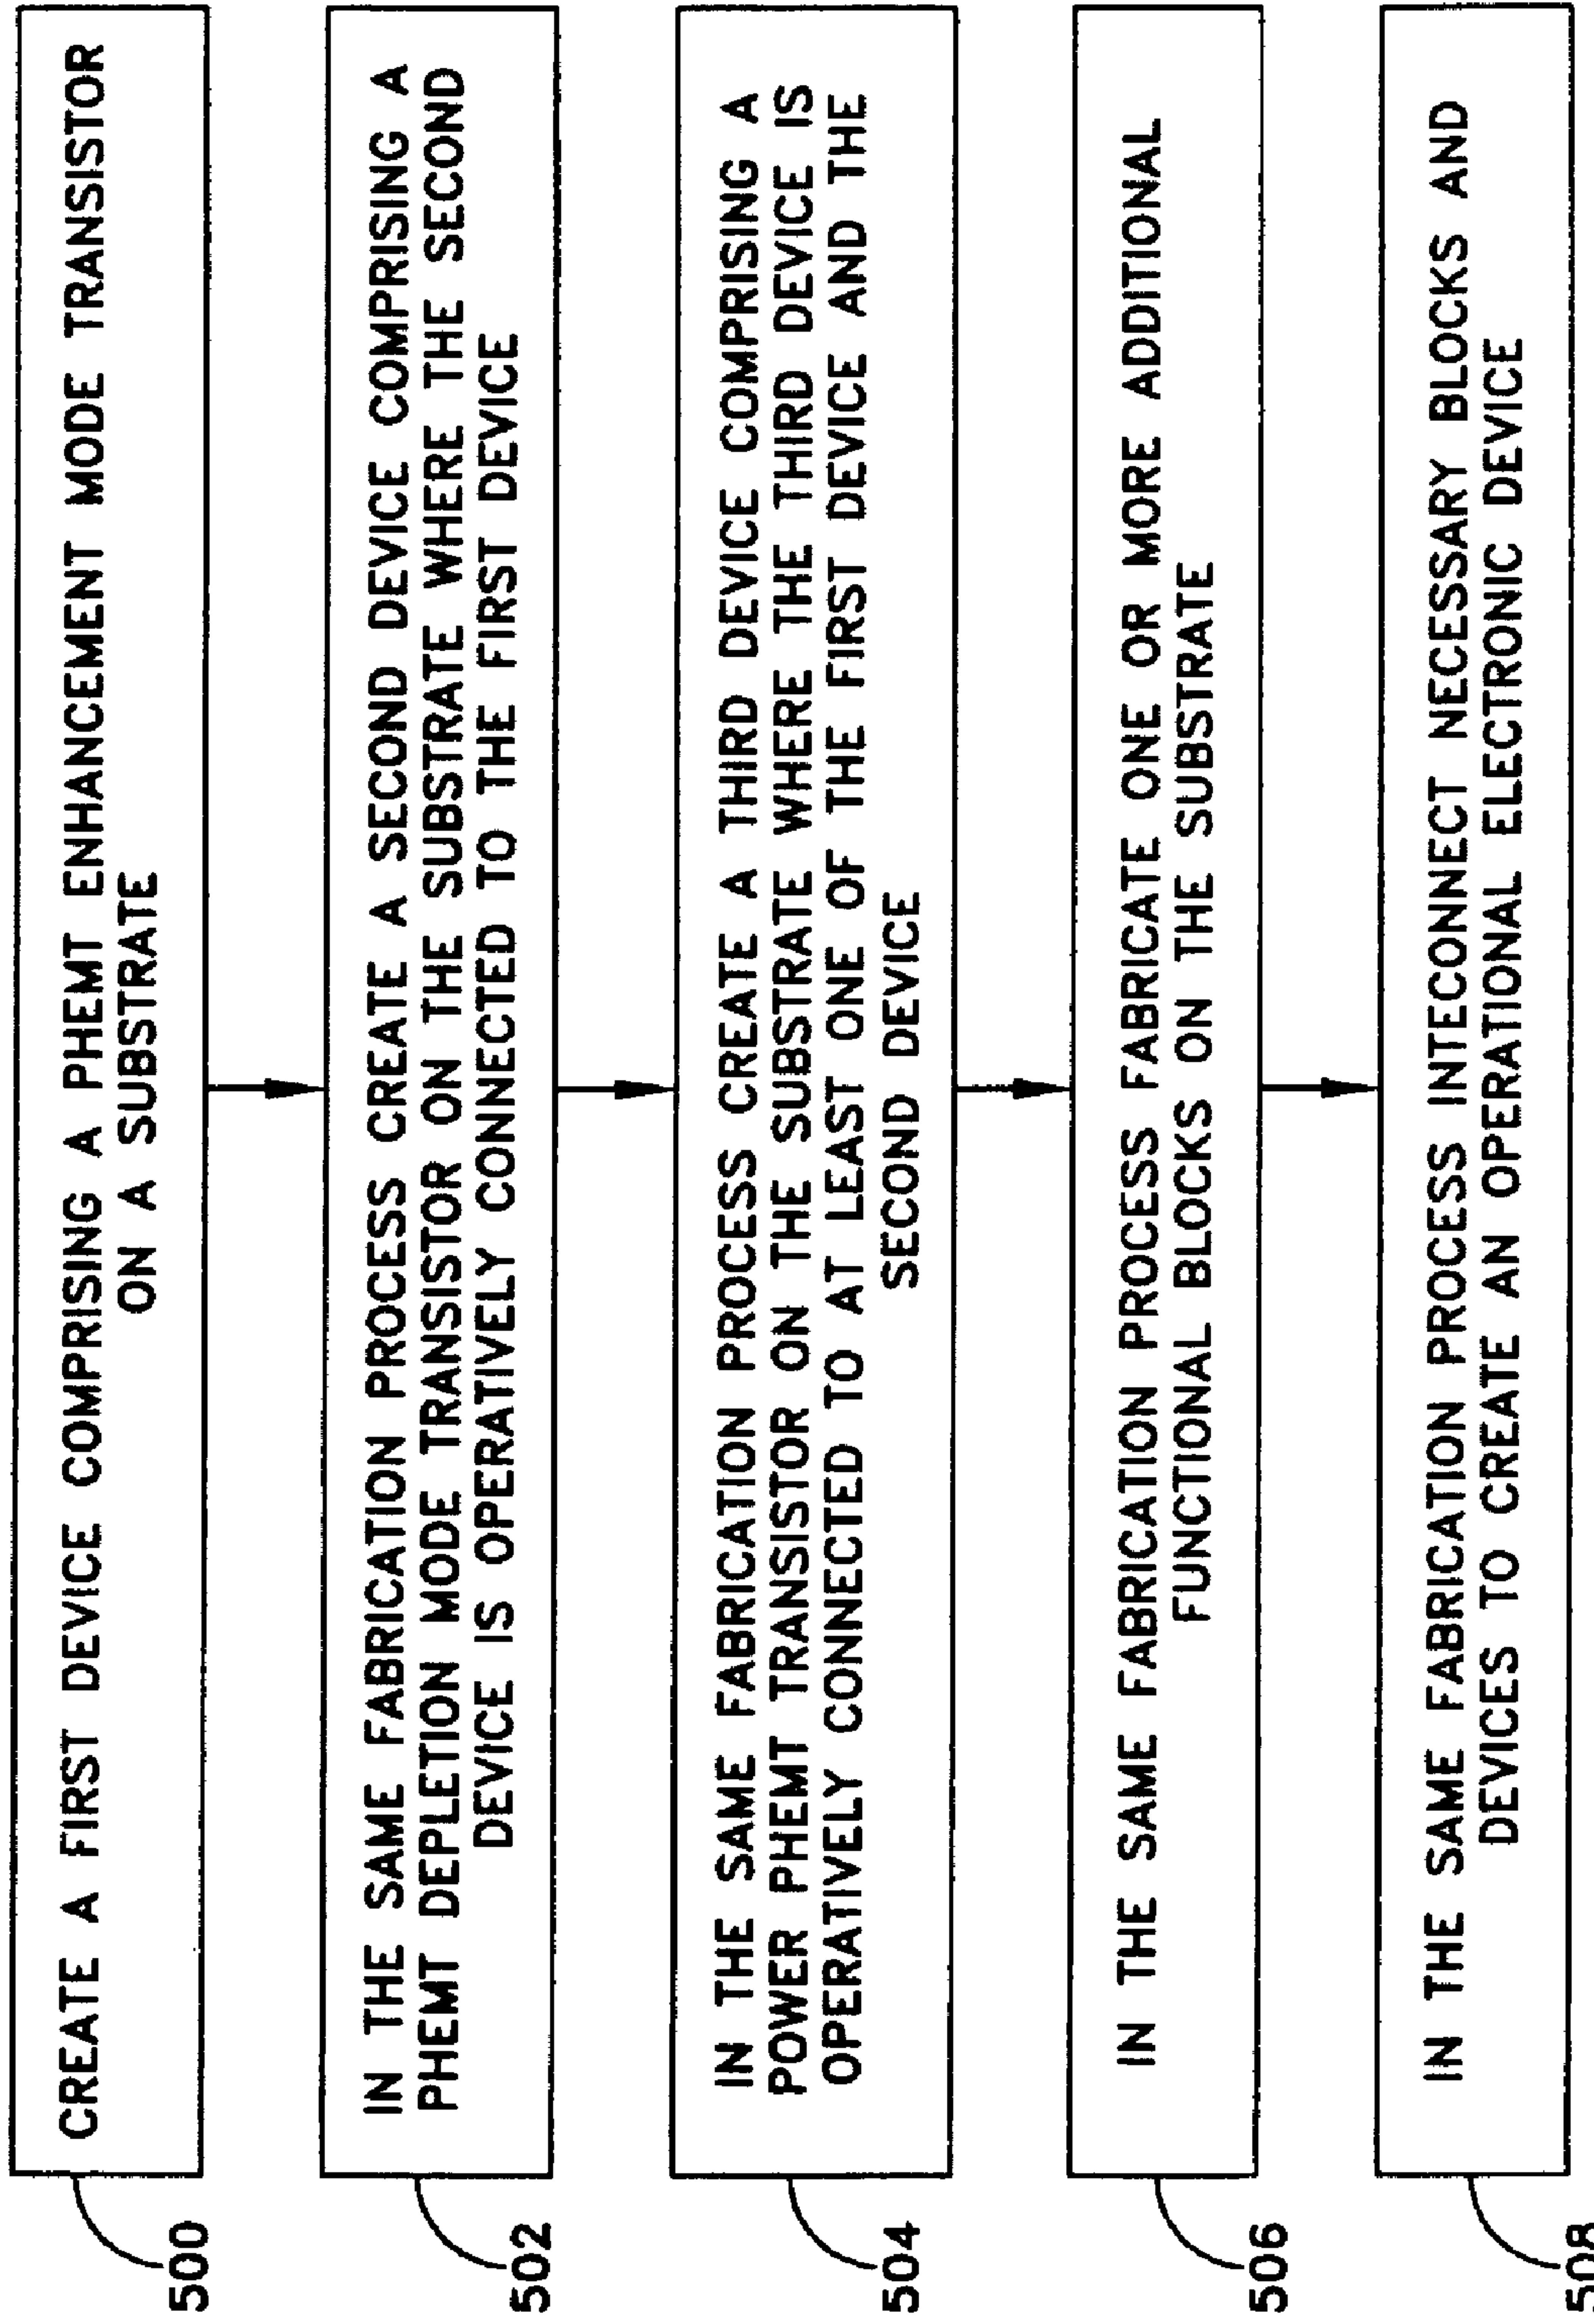 CREATE A FIRST DEVICE COMPRISING A PHEMT ENHANCEMENT MODE TRANSISTOR
ON A SUBSTRATE
500
IN THE SAME FABRICATION PROCESS CREATE A SECOND DEVICE COMPRISING A
PHEMT DEPLETION MODE TRANSISTOR ON THE SUBSTRATE WHERE THE SECOND
DEVICE IS OPERATIVELY CONNECTED TO THE FIRST DEVICE
502
IN THE SAME FABRICATION PROCESS CREATE A THIRD DEVICE COMPRISING A
POWER PHEMT TRANSISTOR ON THE SUBSTRATE WHERE THE THIRD DEVICE IS
OPERATIVELY CONNECTED TO AT LEAST ONE OF THE FIRST DEVICE AND THE
SECOND DEVICE
504
IN THE SAME FABRICATION PROCESS FABRICATE ONE OR MORE ADDITIONAL
FUNCTIONAL BLOCKS ON THE SUBSTRATE
506
IN THE SAME FABRICATION PROCESS INTECONNECT NECESSARY BLOCKS AND
DEVICES TO CREATE AN OPERATIONAL ELECTRONIC DEVICE
508